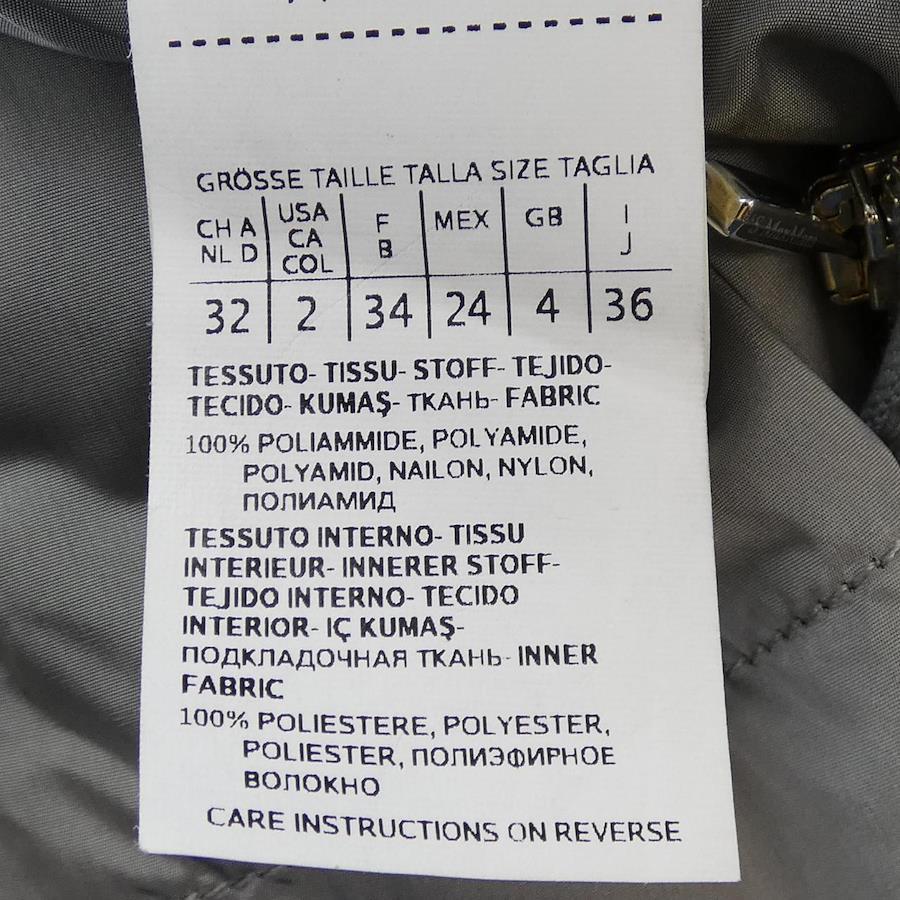 GRÖSSE TAILLE TALLA SIZE TAGLIA
CH A NL D | USA CA COL | F B | MEX | GB | I J
32 | 2 | 34 | 24 | 4 | 36
TESSUTO- TISSU- STOFF- TEJIDO-
TECIDO- KUMAŞ- ТКАНЬ- FABRIC
100% POLIAMMIDE, POLYAMIDE,
POLYAMID, NAILON, NYLON,
ПОЛИАМИД
TESSUTO INTERNO- TISSU
INTERIEUR- INNERER STOFF-
TEJIDO INTERNO- TECIDO
INTERIOR- IÇ KUMAŞ-
ПОДКЛАДОЧНАЯ ТКАНЬ- INNER
FABRIC
100% POLIESTERE, POLYESTER,
POLIESTER, ПОЛИЭФИРНОЕ
ВОЛОКНО
CARE INSTRUCTIONS ON REVERSE